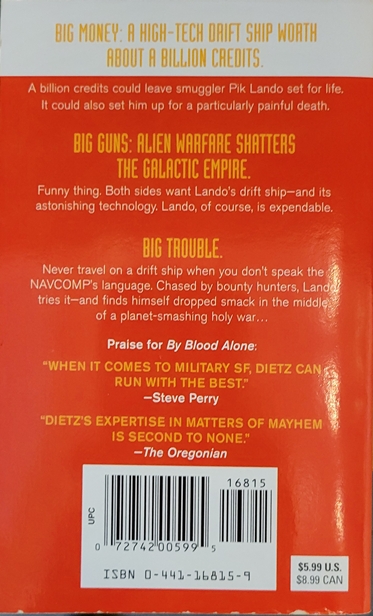 BIG MONEY: A HIGH-TECH DRIFT SHIP WORTH
ABOUT A BILLION CREDITS.
A billion credits could leave smuggler Pik Lando set for life.
It could also set him up for a particularly painful death.
BIG GUNS: ALIEN WARFARE SHATTERS
THE GALACTIC EMPIRE.
Funny thing. Both sides want Lando's drift ship—and its
astonishing technology. Lando, of course, is expendable.
BIG TROUBLE.
Never travel on a drift ship when you don't speak the
NAVCOMP's language. Chased by bounty hunters, Lando
tries it—and finds himself dropped smack in the middle
of a planet-smashing holy war...
Praise for By Blood Alone:
"WHEN IT COMES TO MILITARY SF, DIETZ CAN
RUN WITH THE BEST."
—Steve Perry
"DIETZ'S EXPERTISE IN MATTERS OF MAYHEM
IS SECOND TO NONE."
—The Oregonian
16815
UPC
0 72742 00599 5
ISBN 0-441-16815-9
$5.99 U.S.
$8.99 CAN